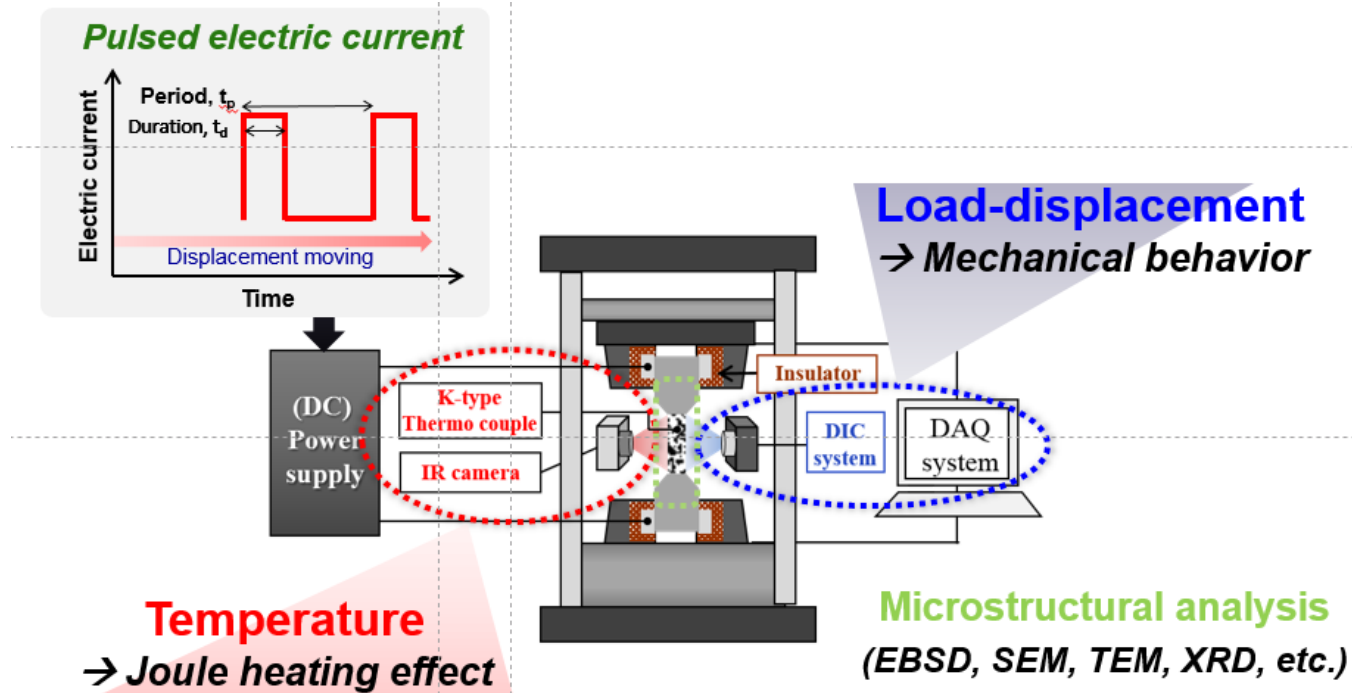 Pulsed electric current
Electric current
Period, tp
Duration, td
Displacement moving
Time
Load-displacement
→ Mechanical behavior
(DC)
Power
supply
K-type
Thermo couple
IR camera
Insulator
DIC
system
DAQ
system
Temperature
→ Joule heating effect
Microstructural analysis
(EBSD, SEM, TEM, XRD, etc.)